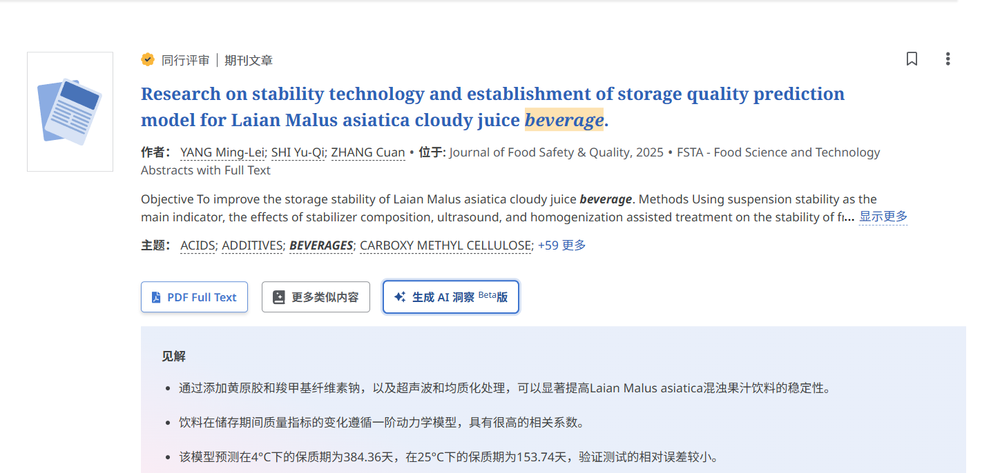 同行评审 | 期刊文章
Research on stability technology and establishment of storage quality prediction
model for Laian Malus asiatica cloudy juice beverage.
作者： YANG Ming-Lei; SHI Yu-Qi; ZHANG Cuan • 位于: Journal of Food Safety & Quality, 2025 • FSTA - Food Science and Technology
Abstracts with Full Text
Objective To improve the storage stability of Laian Malus asiatica cloudy juice beverage. Methods Using suspension stability as the
main indicator, the effects of stabilizer composition, ultrasound, and homogenization assisted treatment on the stability of fi... 显示更多
主题： ACIDS; ADDITIVES; BEVERAGES; CARBOXY METHYL CELLULOSE; +59 更多
PDF Full Text 更多类似内容 生成 AI 洞察 Beta版
见解
• 通过添加黄原胶和羧甲基纤维素钠，以及超声波和均质化处理，可以显著提高Laian Malus asiatica混浊果汁饮料的稳定性。
• 饮料在储存期间质量指标的变化遵循一阶动力学模型，具有很高的相关系数。
• 该模型预测在4°C下的保质期为384.36天，在25°C下的保质期为153.74天，验证测试的相对误差较小。